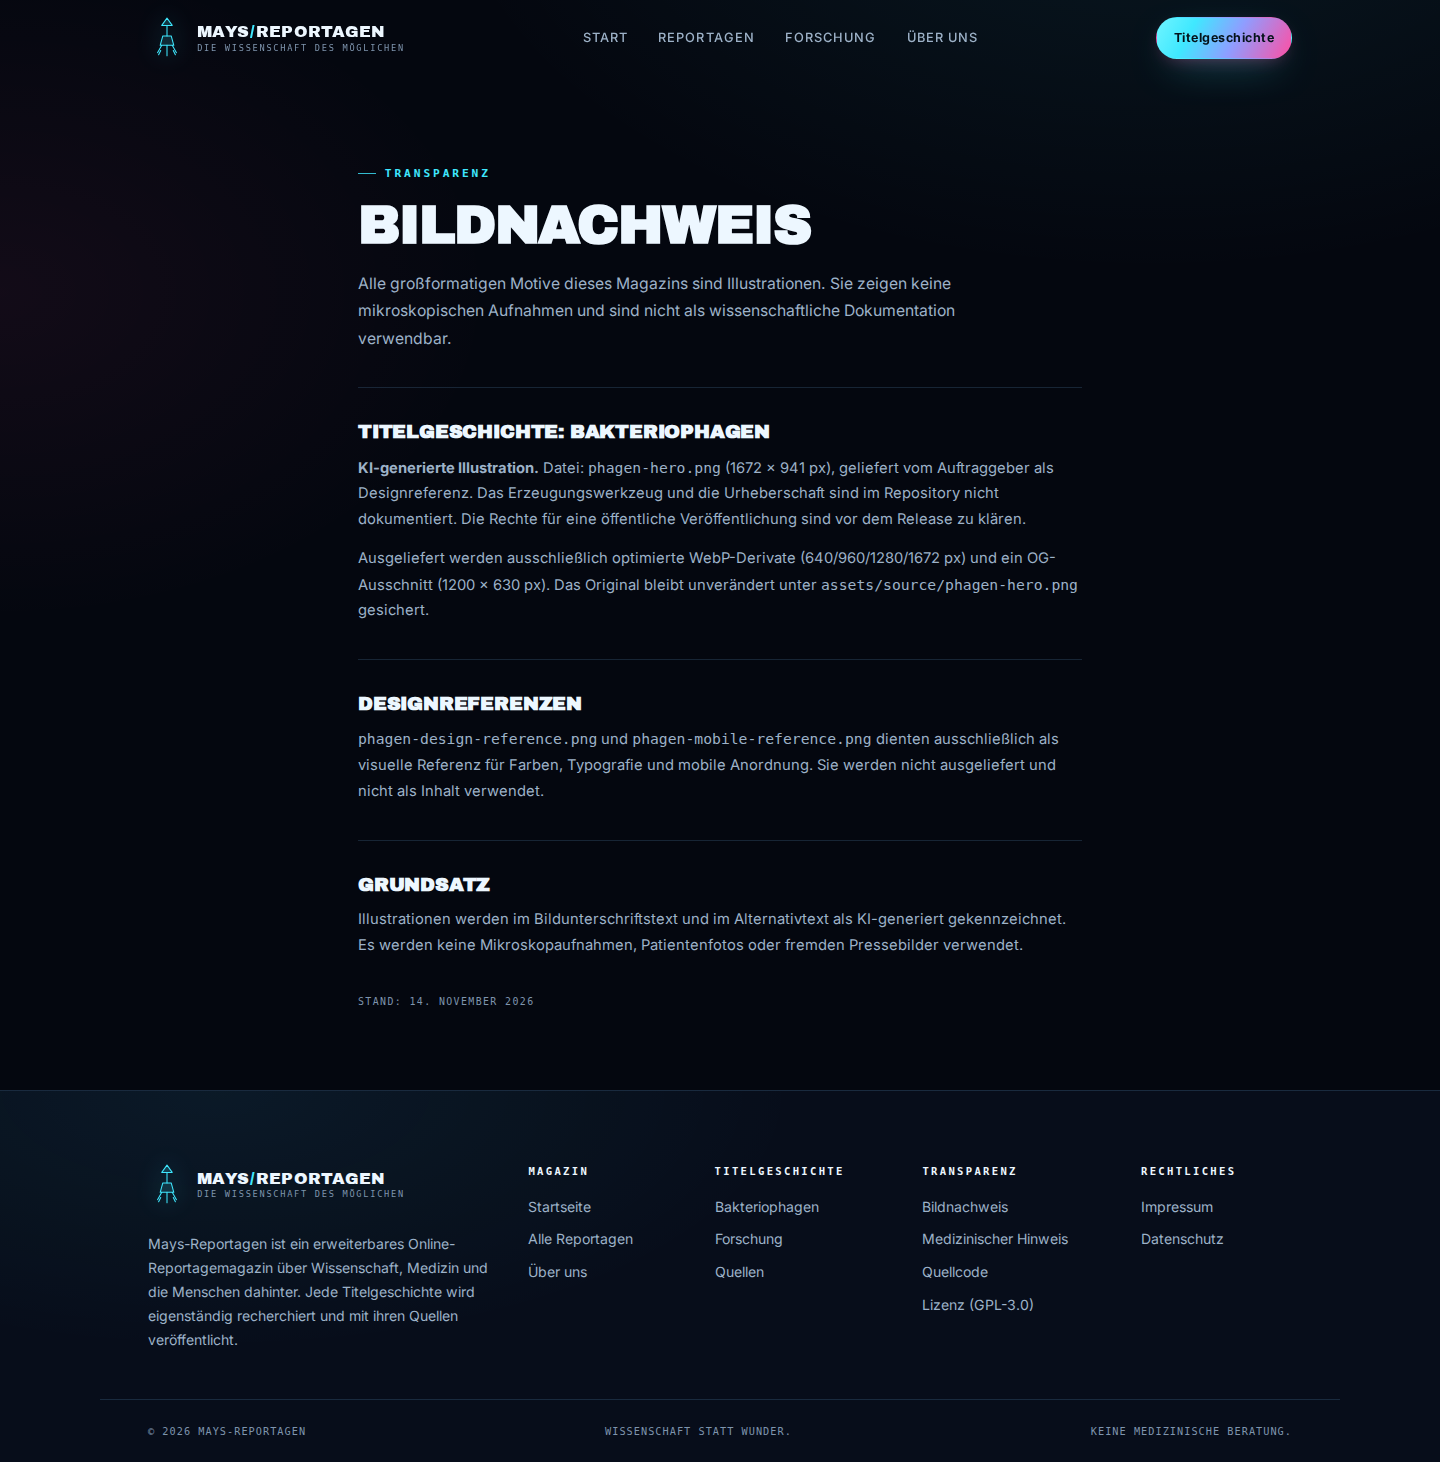 MAYS/REPORTAGEN
DIE WISSENSCHAFT DES MÖGLICHEN
START
REPORTAGEN
FORSCHUNG
ÜBER UNS
Titelgeschichte
TRANSPARENZ
BILDNACHWEIS
Alle großformatigen Motive dieses Magazins sind Illustrationen. Sie zeigen keine
mikroskopischen Aufnahmen und sind nicht als wissenschaftliche Dokumentation
verwendbar.
TITELGESCHICHTE: BAKTERIOPHAGEN
KI-generierte Illustration. Datei: phagen-hero.png (1672 × 941 px), geliefert vom Auftraggeber als
Designreferenz. Das Erzeugungswerkzeug und die Urheberschaft sind im Repository nicht
dokumentiert. Die Rechte für eine öffentliche Veröffentlichung sind vor dem Release zu klären.
Ausgeliefert werden ausschließlich optimierte WebP-Derivate (640/960/1280/1672 px) und ein OG-
Ausschnitt (1200 × 630 px). Das Original bleibt unverändert unter assets/source/phagen-hero.png
gesichert.
DESIGNREFERENZEN
phagen-design-reference.png und phagen-mobile-reference.png dienten ausschließlich als
visuelle Referenz für Farben, Typografie und mobile Anordnung. Sie werden nicht ausgeliefert und
nicht als Inhalt verwendet.
GRUNDSATZ
Illustrationen werden im Bildunterschriftstext und im Alternativtext als KI-generiert gekennzeichnet.
Es werden keine Mikroskopaufnahmen, Patientenfotos oder fremden Pressebilder verwendet.
STAND: 14. NOVEMBER 2026
MAYS/REPORTAGEN
DIE WISSENSCHAFT DES MÖGLICHEN
Mays-Reportagen ist ein erweiterbares Online-
Reportagemagazin über Wissenschaft, Medizin und
die Menschen dahinter. Jede Titelgeschichte wird
eigenständig recherchiert und mit ihren Quellen
veröffentlicht.
MAGAZIN
Startseite
Alle Reportagen
Über uns
TITELGESCHICHTE
Bakteriophagen
Forschung
Quellen
TRANSPARENZ
Bildnachweis
Medizinischer Hinweis
Quellcode
Lizenz (GPL-3.0)
RECHTLICHES
Impressum
Datenschutz
© 2026 MAYS-REPORTAGEN
WISSENSCHAFT STATT WUNDER.
KEINE MEDIZINISCHE BERATUNG.